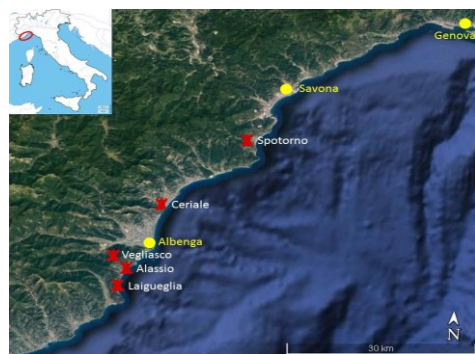 Genova
Savona
Spotorno
Ceriale
Albenga
Vegliasco
Alassio
Laigueglia
N
30 km